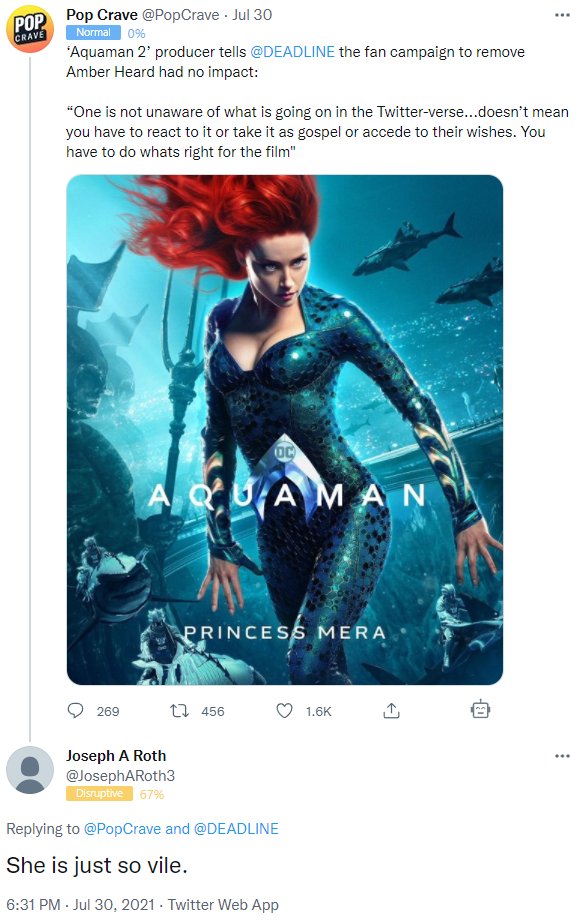 POP
CRAVE
Pop Crave @PopCrave · Jul 30
Normal 0%
‘Aquaman 2’ producer tells @DEADLINE the fan campaign to remove
Amber Heard had no impact:
“One is not unaware of what is going on in the Twitter-verse...doesn’t mean
you have to react to it or take it as gospel or accede to their wishes. You
have to do whats right for the film"
DC
AQUAMAN
PRINCESS MERA
269 456 1.6K
Joseph A Roth
@JosephARoth3
Disruptive 67%
Replying to @PopCrave and @DEADLINE
She is just so vile.
6:31 PM · Jul 30, 2021 · Twitter Web App